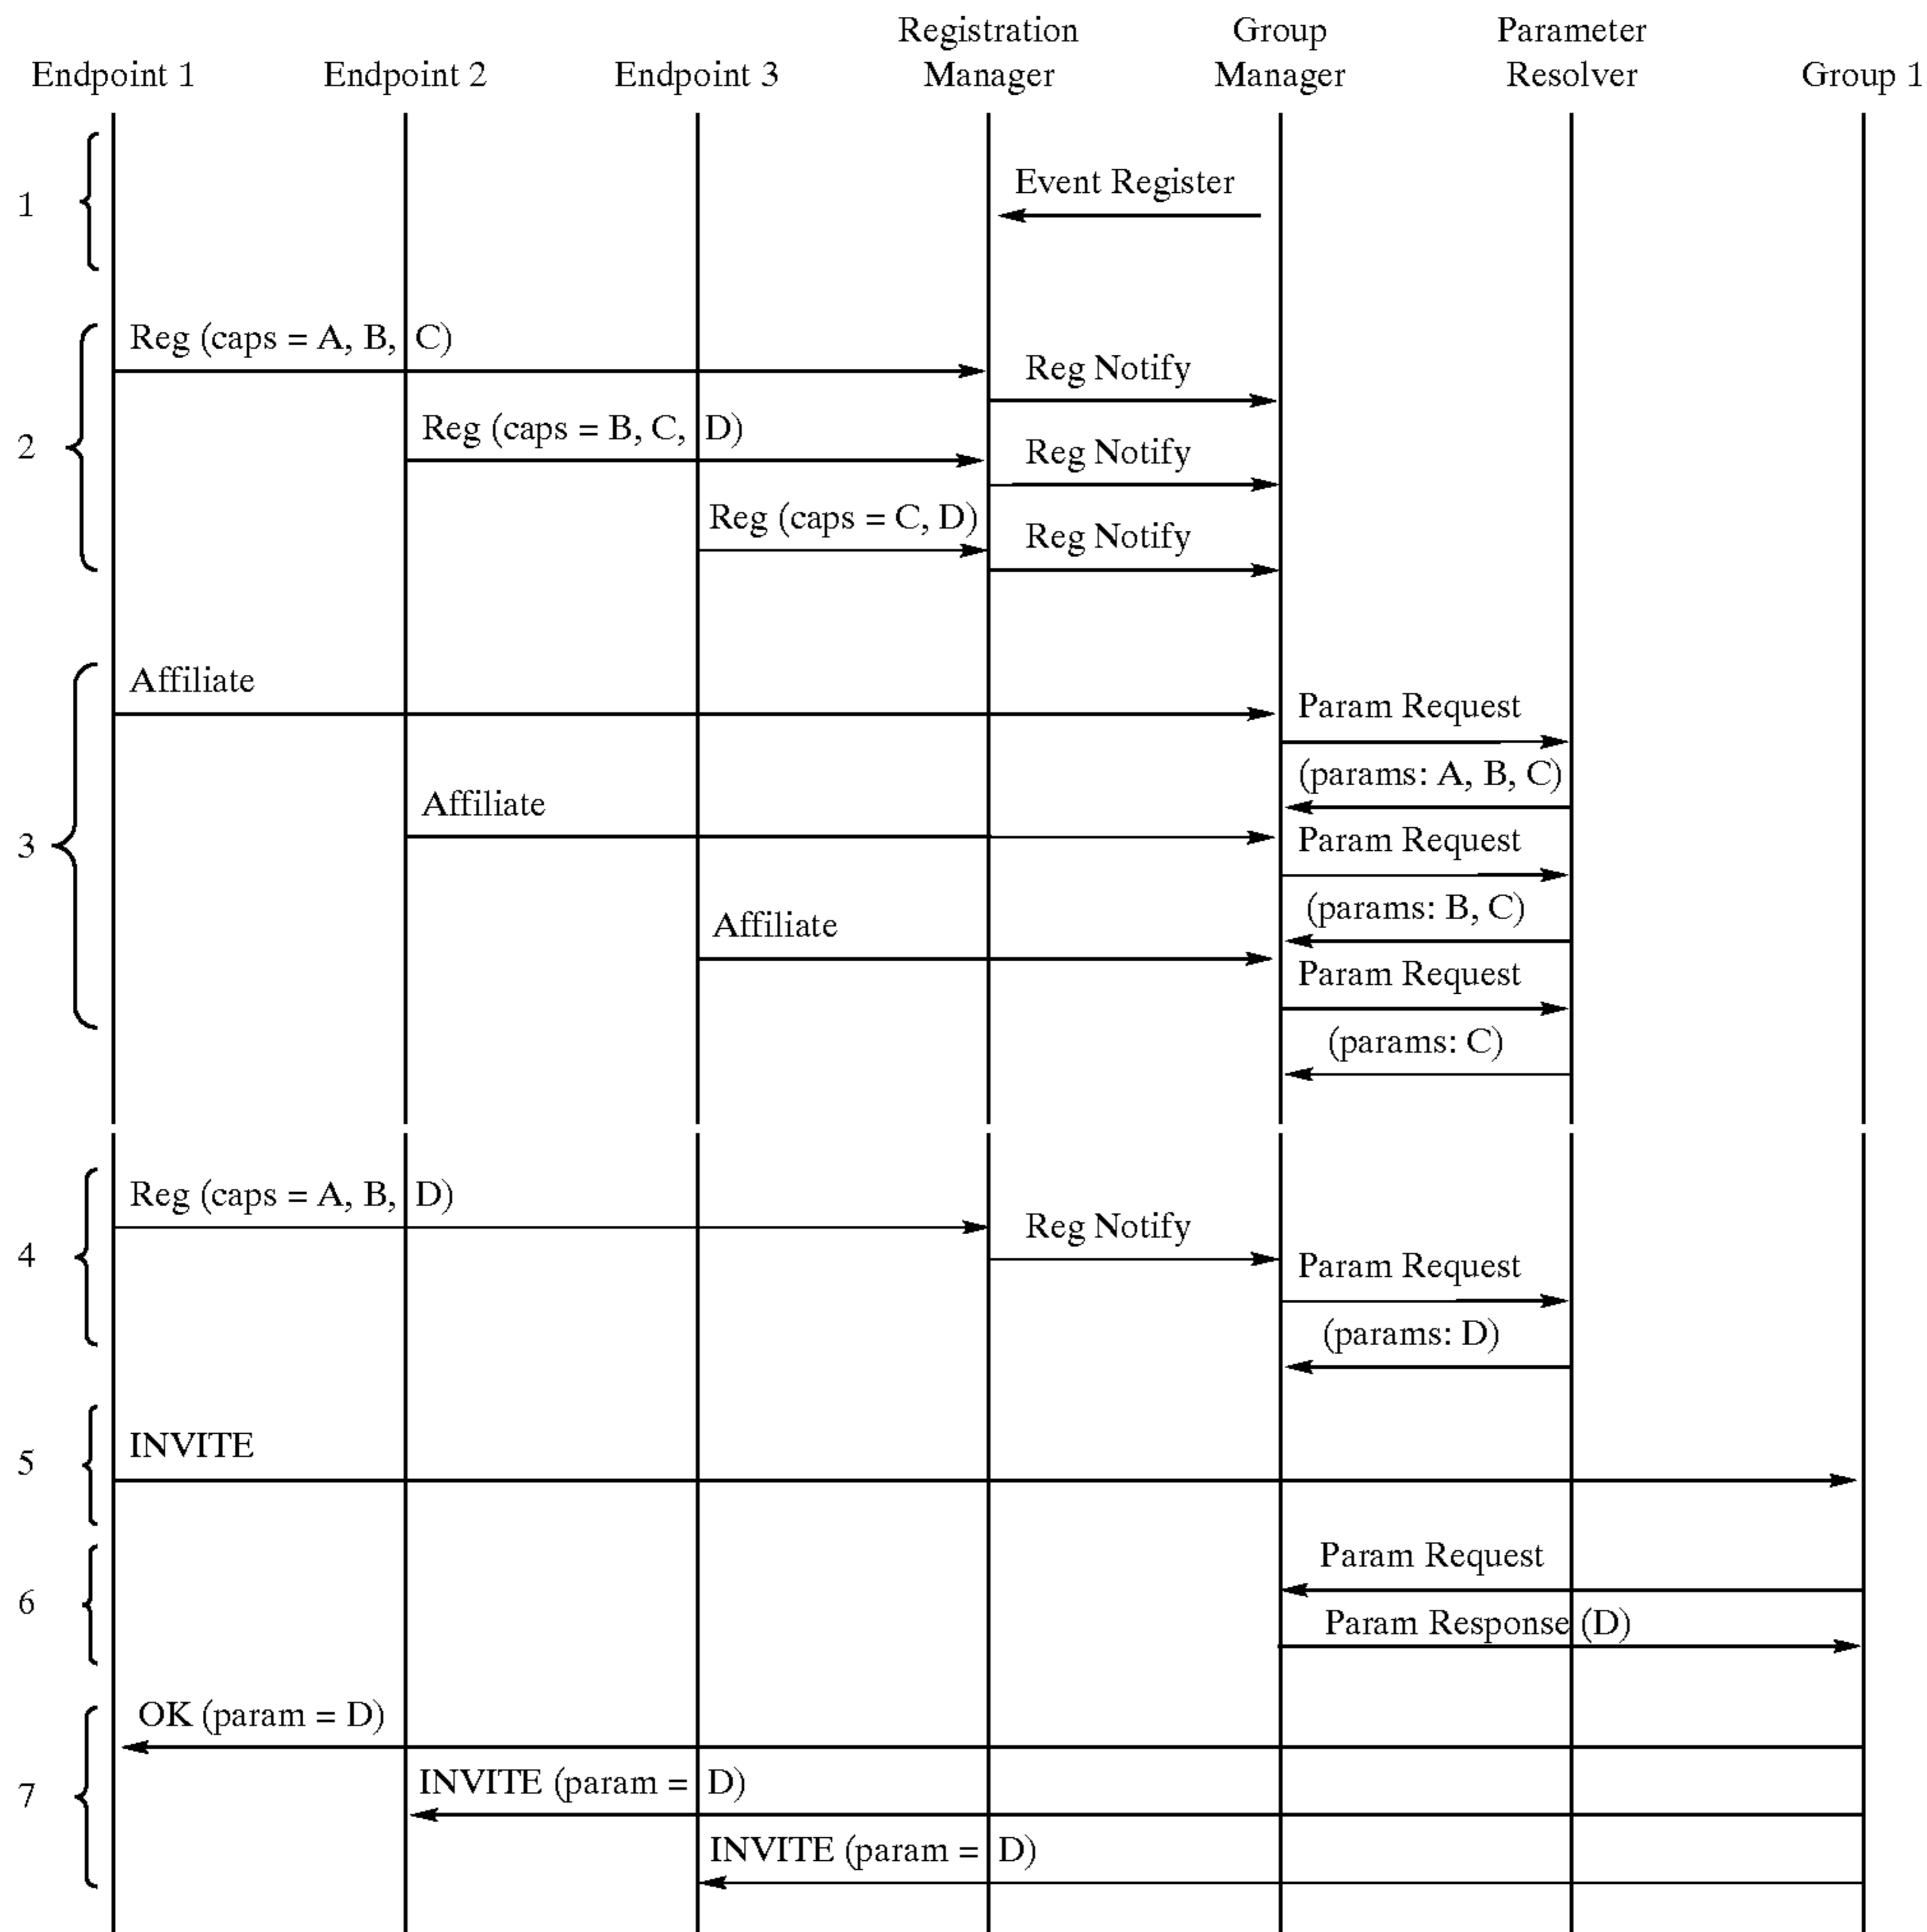 Endpoint 1
Endpoint 2
Endpoint 3
Registration
Manager
Group
Manager
Parameter
Resolver
Group 1
1
Event Register
2
Reg (caps = A, B, C)
Reg Notify
Reg (caps = B, C, D)
Reg Notify
Reg (caps = C, D)
Reg Notify
3
Affiliate
Param Request
(params: A, B, C)
Affiliate
Param Request
(params: B, C)
Affiliate
Param Request
(params: C)
4
Reg (caps = A, B, D)
Reg Notify
Param Request
(params: D)
5
INVITE
6
Param Request
Param Response (D)
7
OK (param = D)
INVITE (param = D)
INVITE (param = D)